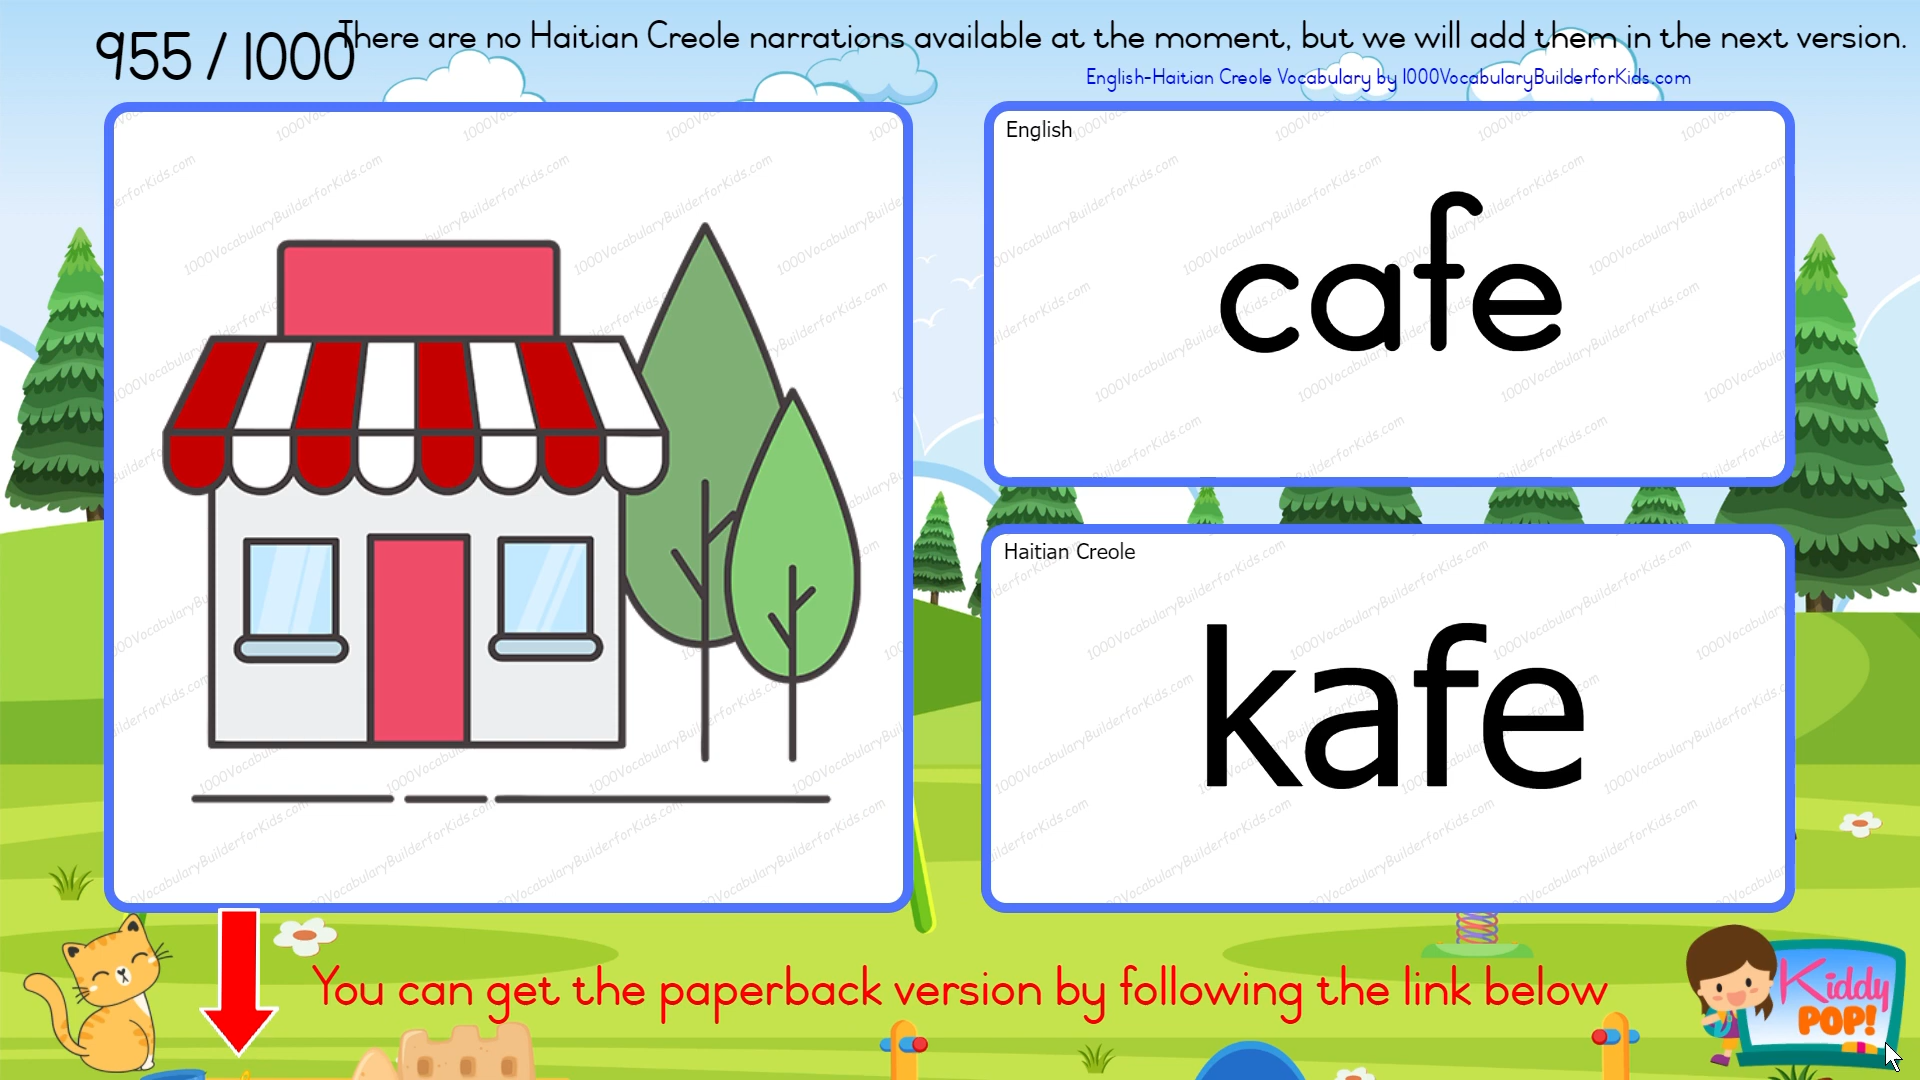 955 / 1000
There are no Haitian Creole narrations available at the moment, but we will add them in the next version.
English-Haitian Creole Vocabulary by 1000VocabularyBuilderforKids.com
English
cafe
Haitian Creole
kafe
You can get the paperback version by following the link below
Kiddy
POP!
1000VocabularyBuilderforKids.com